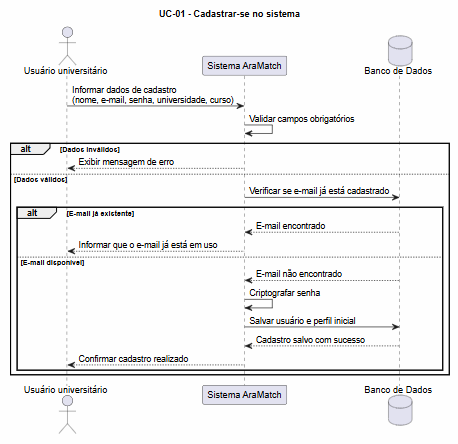 UC-01 - Cadastrar-se no sistema
Usuário universitário
Sistema AraMatch
Banco de Dados
Informar dados de cadastro
(nome, e-mail, senha, universidade, curso)
Validar campos obrigatórios
alt [Dados inválidos]
Exibir mensagem de erro
[Dados válidos]
Verificar se e-mail já está cadastrado
alt [E-mail já existente]
E-mail encontrado
Informar que o e-mail já está em uso
[E-mail disponível]
E-mail não encontrado
Criptografar senha
Salvar usuário e perfil inicial
Cadastro salvo com sucesso
Confirmar cadastro realizado
Usuário universitário
Sistema AraMatch
Banco de Dados